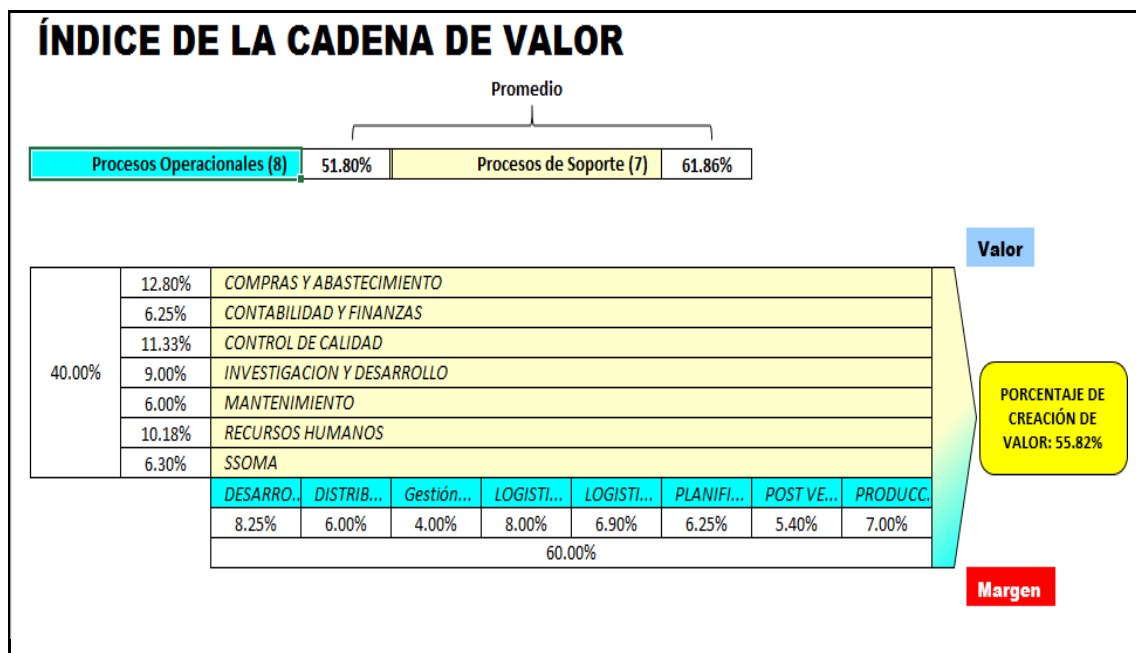 ÍNDICE DE LA CADENA DE VALOR
Promedio
Procesos Operacionales (8) 51.80% Procesos de Soporte (7) 61.86%
Valor
12.80% COMPRAS Y ABASTECIMIENTO
6.25% CONTABILIDAD Y FINANZAS
11.33% CONTROL DE CALIDAD
40.00% 9.00% INVESTIGACION Y DESARROLLO
6.00% MANTENIMIENTO
10.18% RECURSOS HUMANOS
6.30% SSOMA
PORCENTAJE DE
CREACIÓN DE
VALOR: 55.82%
DESARRO.. DISTRIB... Gestión... LOGISTI... LOGISTI... PLANIFI... POST VE... PRODUCC.
8.25% 6.00% 4.00% 8.00% 6.90% 6.25% 5.40% 7.00%
60.00%
Margen